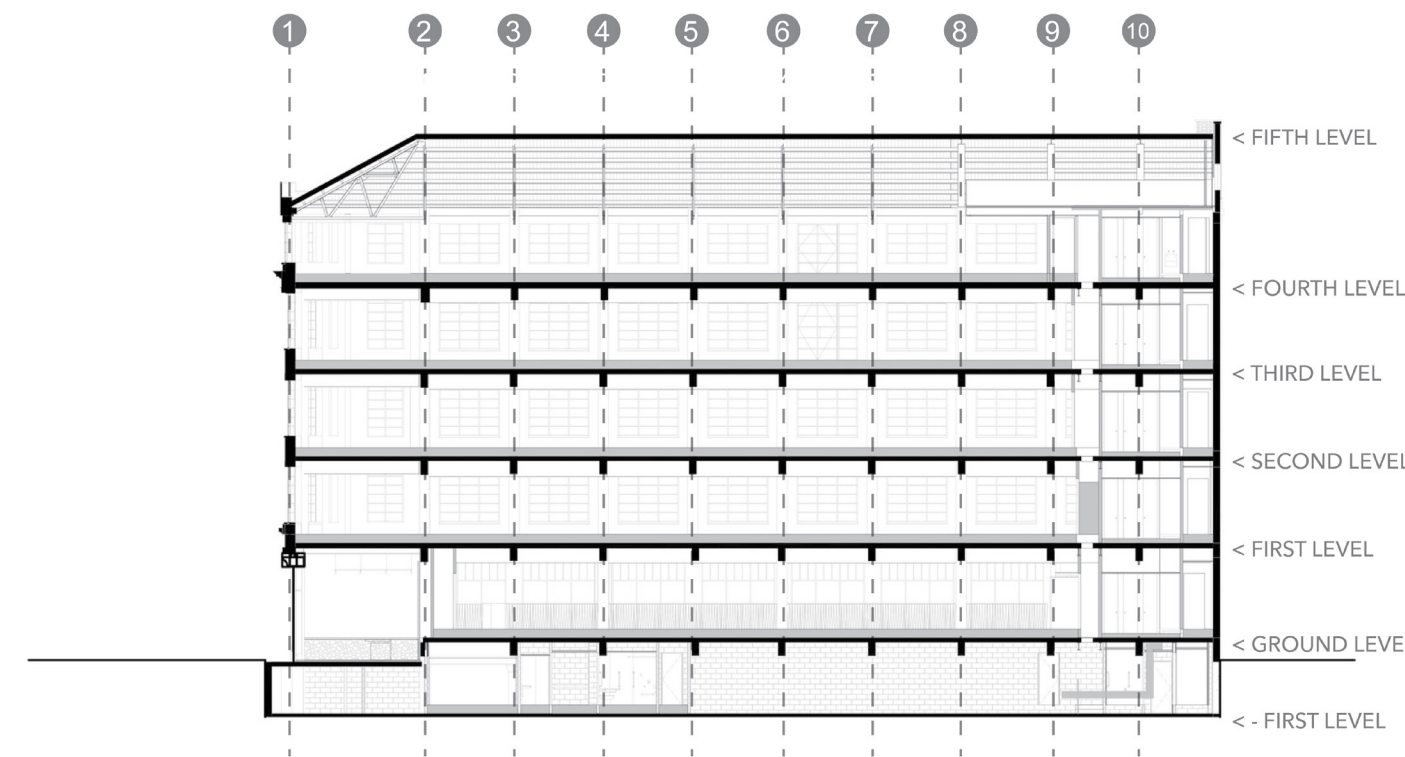 1 2 3 4 5 6 7 8 9 10
< FIFTH LEVEL
< FOURTH LEVEL
< THIRD LEVEL
< SECOND LEVEL
< FIRST LEVEL
< GROUND LEVE
< - FIRST LEVEL